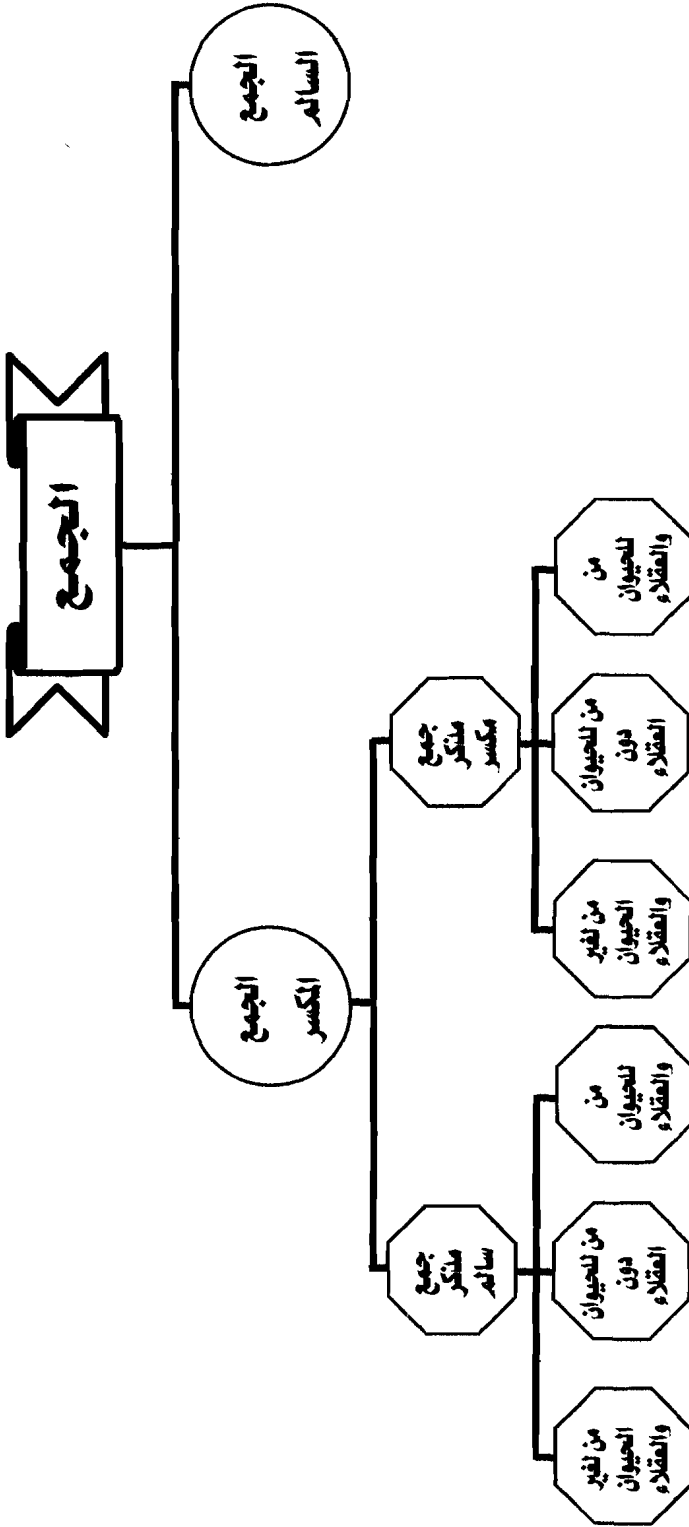 الجمع
الجمع
السالم
الجمع
المكسر
جمع
مذكر
مكسر
جمع
مذكر
سالم
من
للحيوان
والعقلاء
من للحيوان
دون
العقلاء
من لغير
الحيوان
والعقلاء
من
للحيوان
والعقلاء
من للحيوان
دون
العقلاء
من لغير
الحيوان
والعقلاء